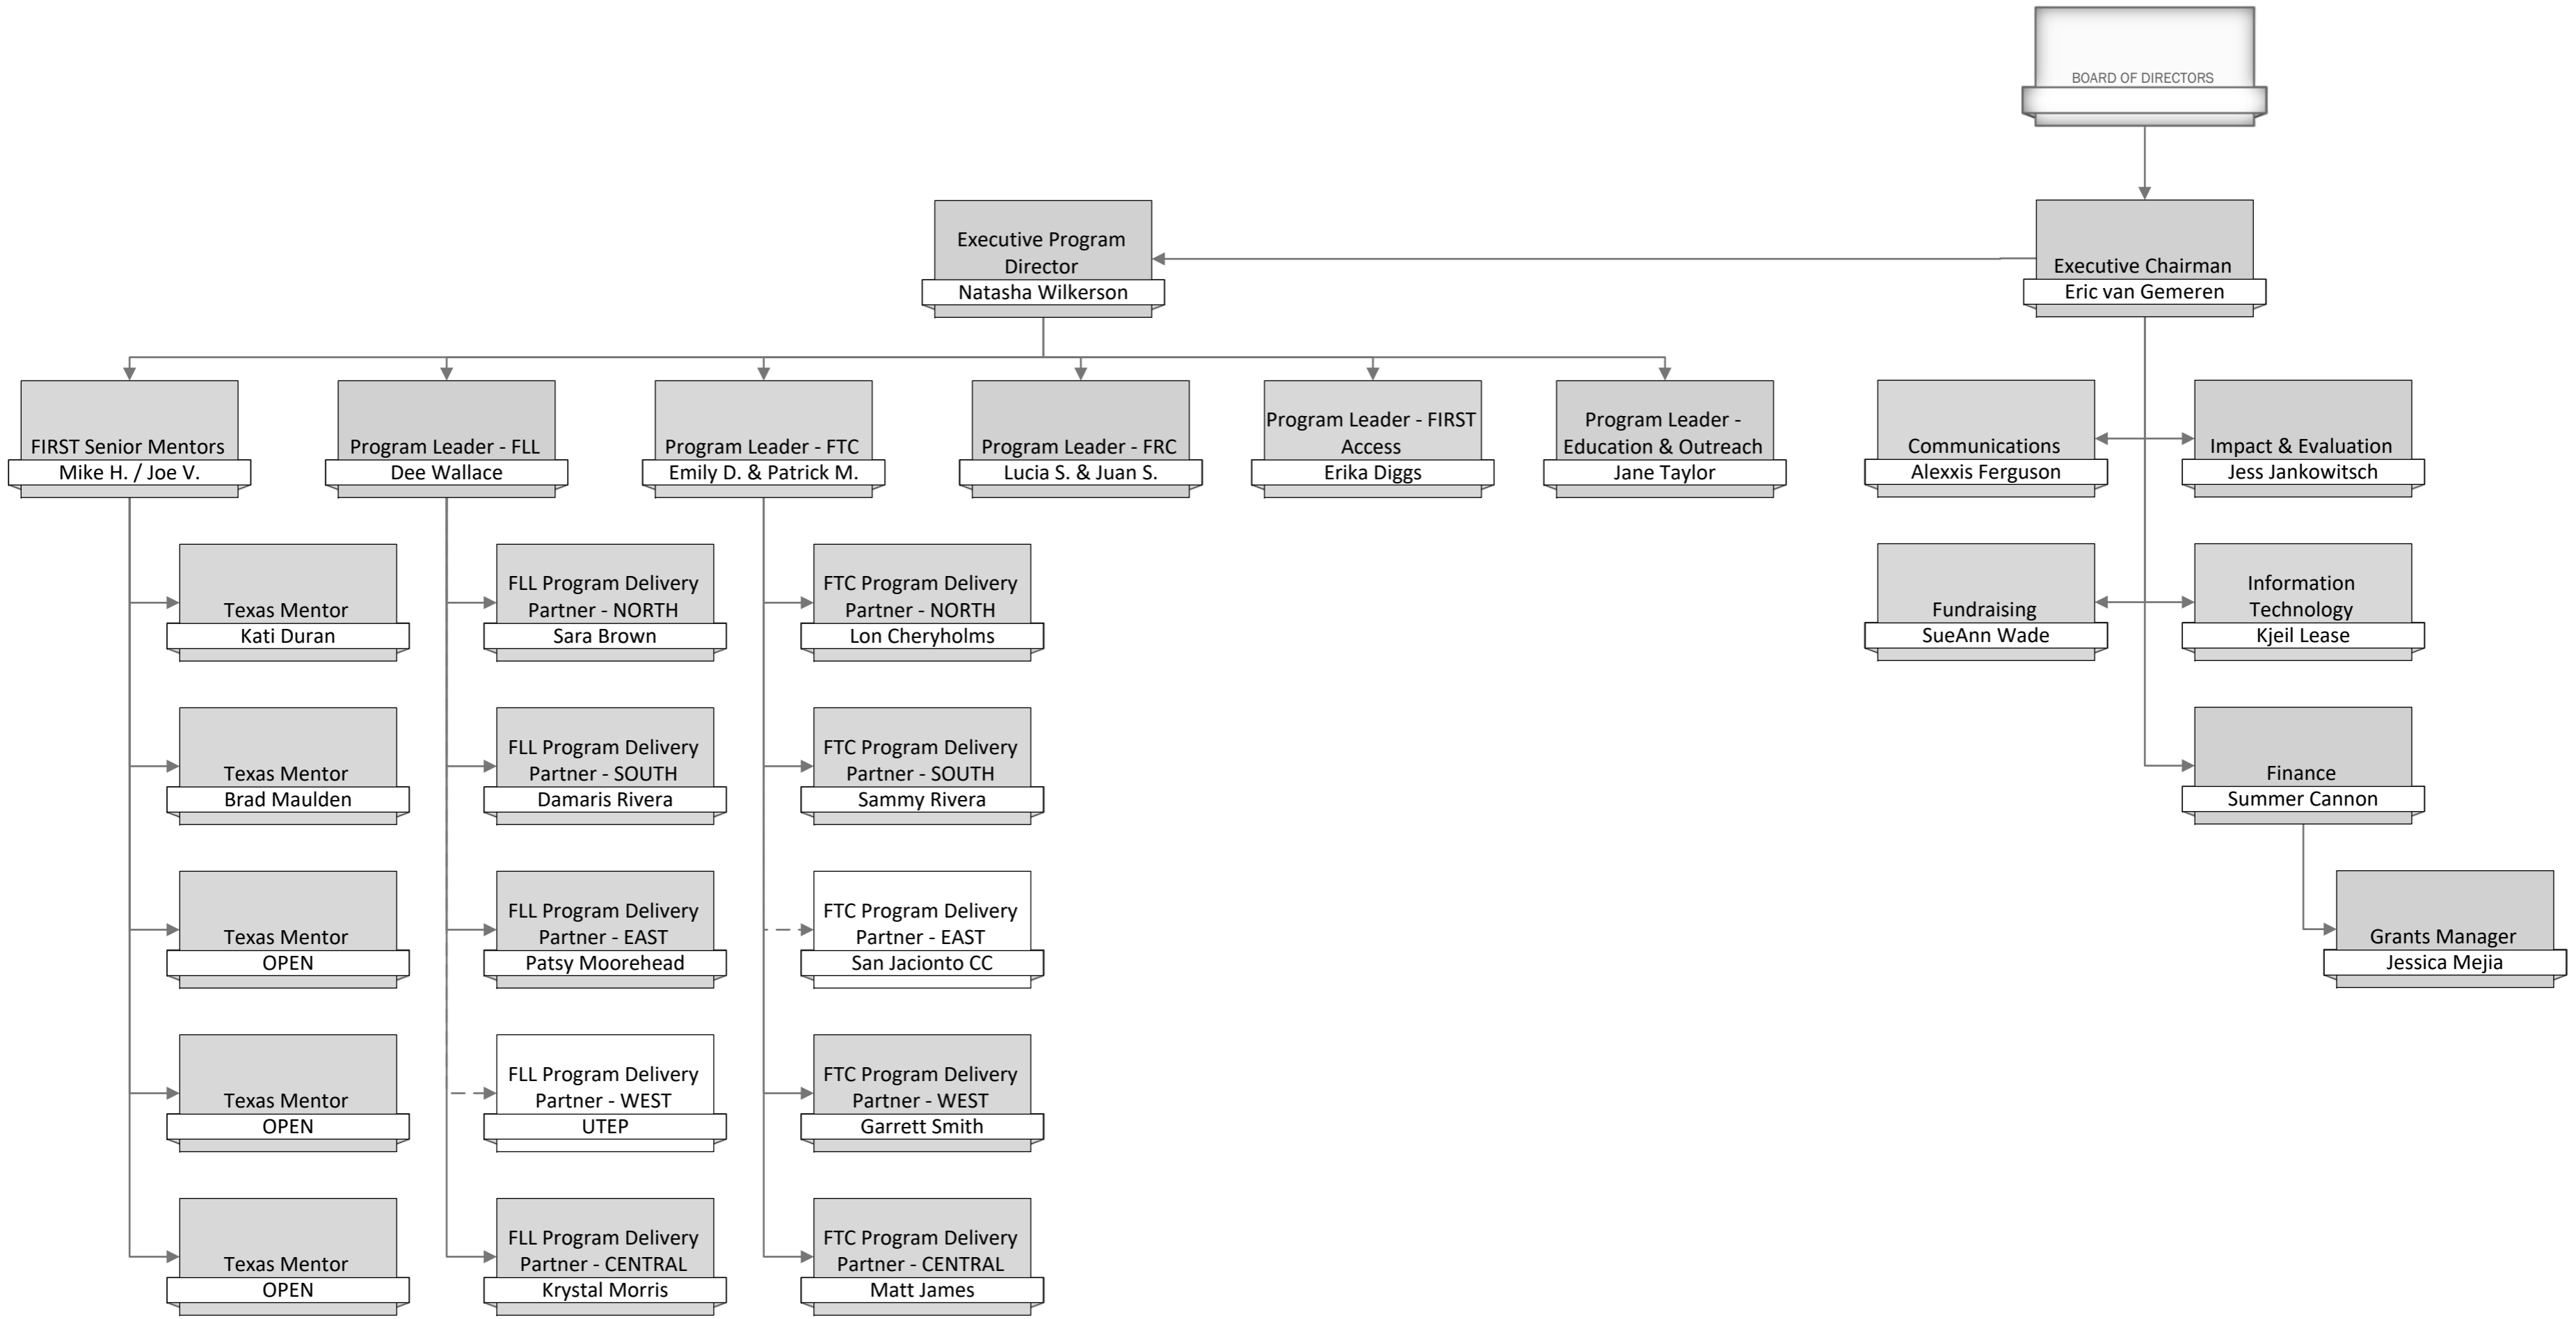 BOARD OF DIRECTORS
Executive Program
Director
Natasha Wilkerson
Executive Chairman
Eric van Gemeren
FIRST Senior Mentors
Mike H. / Joe V.
Program Leader - FLL
Dee Wallace
Program Leader - FTC
Emily D. & Patrick M.
Program Leader - FRC
Lucia S. & Juan S.
Program Leader - FIRST
Access
Erika Diggs
Program Leader -
Education & Outreach
Jane Taylor
Communications
Alexxis Ferguson
Impact & Evaluation
Jess Jankowitsch
Texas Mentor
Kati Duran
FLL Program Delivery
Partner - NORTH
Sara Brown
FTC Program Delivery
Partner - NORTH
Lon Cheryholms
Fundraising
SueAnn Wade
Information
Technology
Kjeil Lease
Texas Mentor
Brad Maulden
FLL Program Delivery
Partner - SOUTH
Damaris Rivera
FTC Program Delivery
Partner - SOUTH
Sammy Rivera
Finance
Summer Cannon
Texas Mentor
OPEN
FLL Program Delivery
Partner - EAST
Patsy Moorehead
FTC Program Delivery
Partner - EAST
San Jacionto CC
Grants Manager
Jessica Mejia
Texas Mentor
OPEN
FLL Program Delivery
Partner - WEST
UTEP
FTC Program Delivery
Partner - WEST
Garrett Smith
Texas Mentor
OPEN
FLL Program Delivery
Partner - CENTRAL
Krystal Morris
FTC Program Delivery
Partner - CENTRAL
Matt James